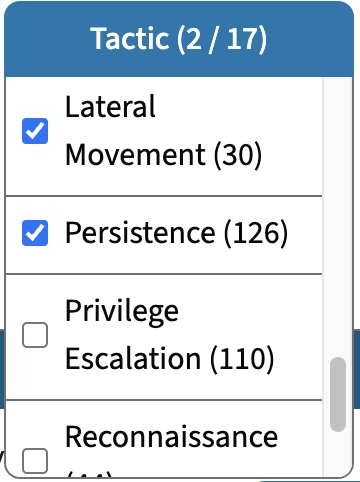 Tactic (2 / 17)
Lateral
Movement (30)
Persistence (126)
Privilege
Escalation (110)
Reconnaissance